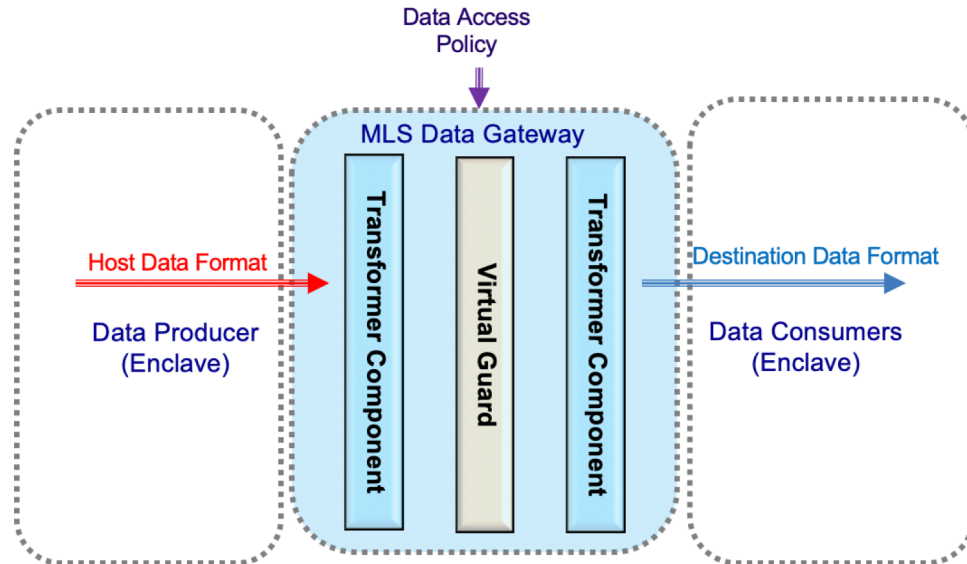 Data Access
Policy
MLS Data Gateway
Host Data Format
Data Producer
(Enclave)
Transformer Component
Virtual Guard
Transformer Component
Destination Data Format
Data Consumers
(Enclave)